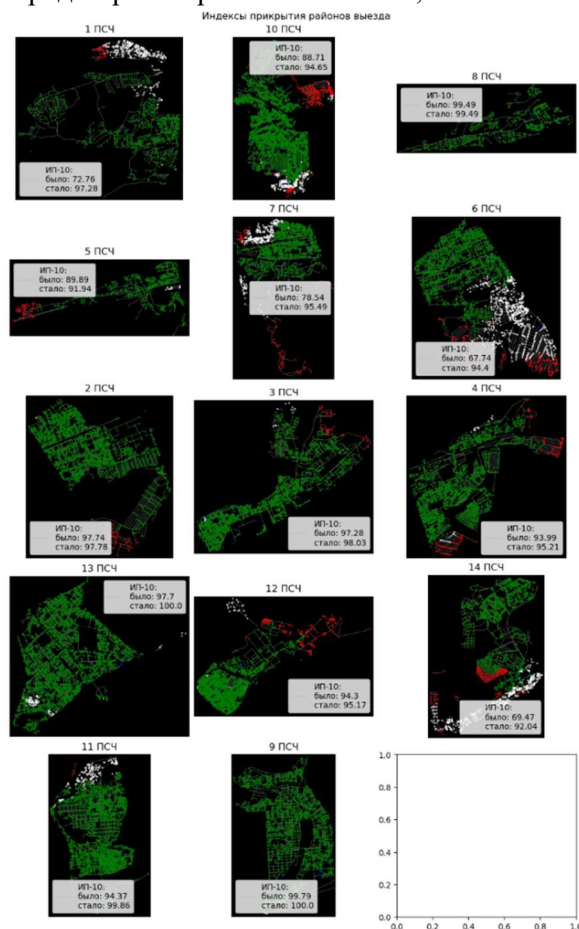 Индексы прикрытия районов выезда
1 ПСЧ
ИП-10:
было: 72.76
стало: 97.28
10 ПСЧ
ИП-10:
было: 88.71
стало: 94.65
8 ПСЧ
ИП-10:
было: 99.49
стало: 99.49
5 ПСЧ
ИП-10:
было: 89.89
стало: 91.94
7 ПСЧ
ИП-10:
было: 78.54
стало: 95.49
6 ПСЧ
ИП-10:
было: 67.74
стало: 94.4
2 ПСЧ
ИП-10:
было: 97.74
стало: 97.78
3 ПСЧ
ИП-10:
было: 97.28
стало: 98.03
4 ПСЧ
ИП-10:
было: 93.99
стало: 95.21
13 ПСЧ
ИП-10:
было: 97.7
стало: 100.0
12 ПСЧ
ИП-10:
было: 94.3
стало: 95.17
14 ПСЧ
ИП-10:
было: 69.47
стало: 92.04
11 ПСЧ
ИП-10:
было: 94.37
стало: 99.86
9 ПСЧ
ИП-10:
было: 99.79
стало: 100.0
1.0
0.8
0.6
0.4
0.2
0.0
0.0 0.2 0.4 0.6 0.8 1.0